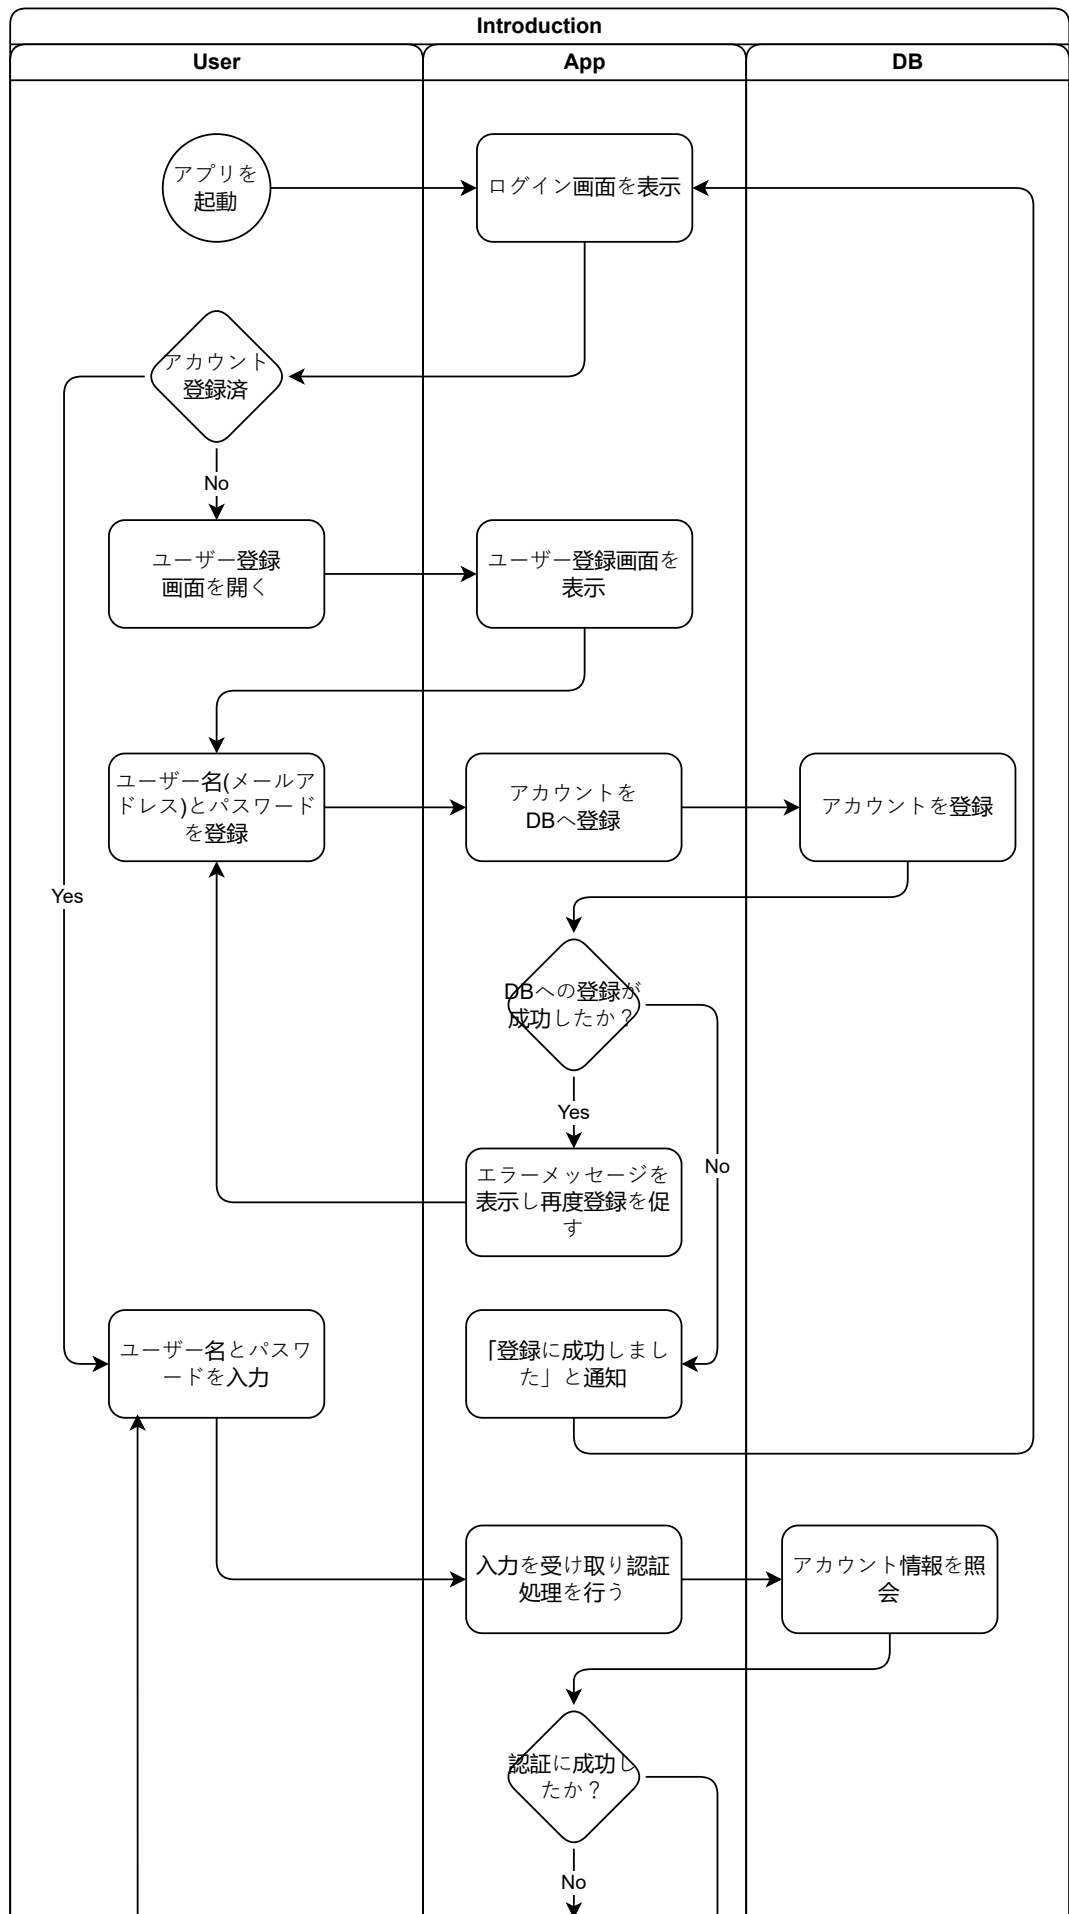 Introduction
User
App
DB
アプリを
起動
ログイン画面を表示
アカウント
登録済
No
ユーザー登録
画面を開く
ユーザー登録画面を
表示
ユーザー名(メールア
ドレス)とパスワード
を登録
アカウントを
DBへ登録
アカウントを登録
Yes
DBへの登録が
成功したか？
Yes
No
エラーメッセージを
表示し再度登録を促
す
ユーザー名とパスワ
ードを入力
「登録に成功しまし
た」と通知
入力を受け取り認証
処理を行う
アカウント情報を照
会
認証に成功し
たか？
No